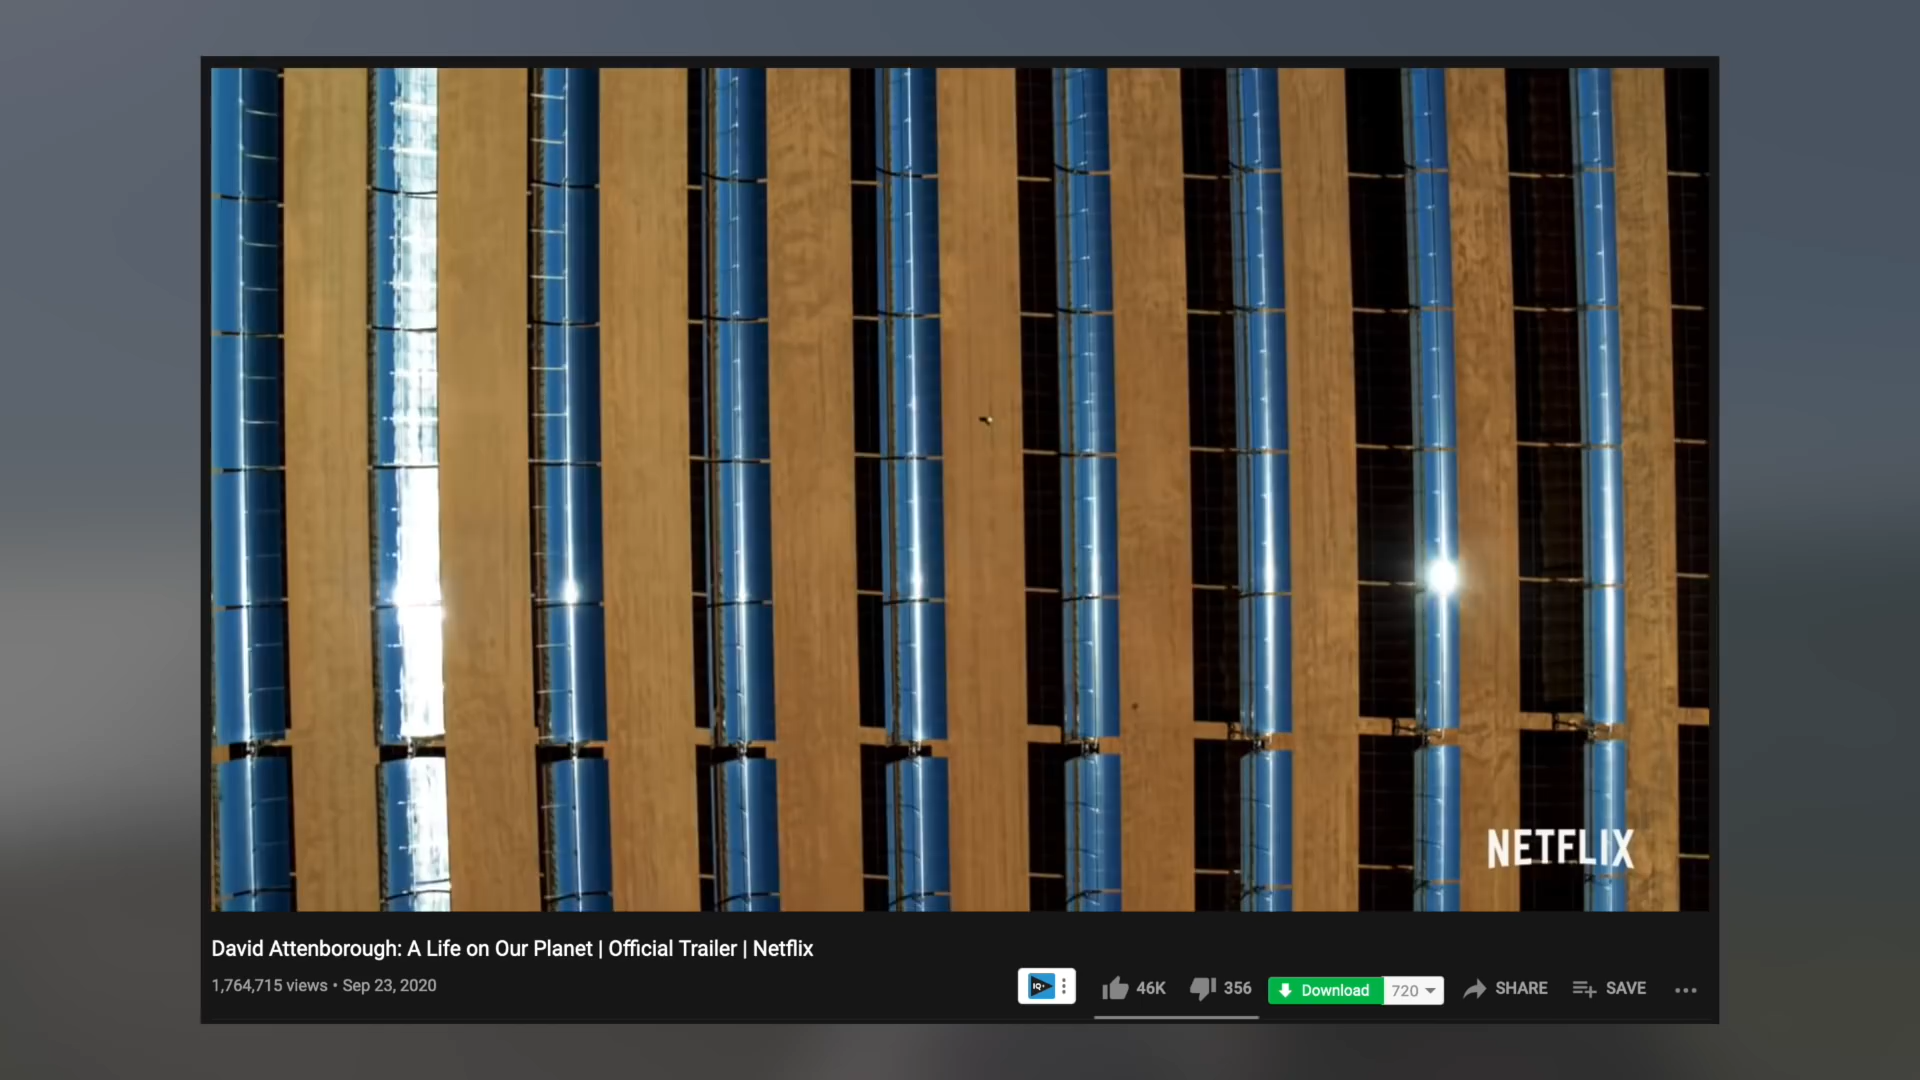 NETFLIX
David Attenborough: A Life on Our Planet | Official Trailer | Netflix
1,764,715 views • Sep 23, 2020
IQ
46K
356
Download
720
SHARE
SAVE